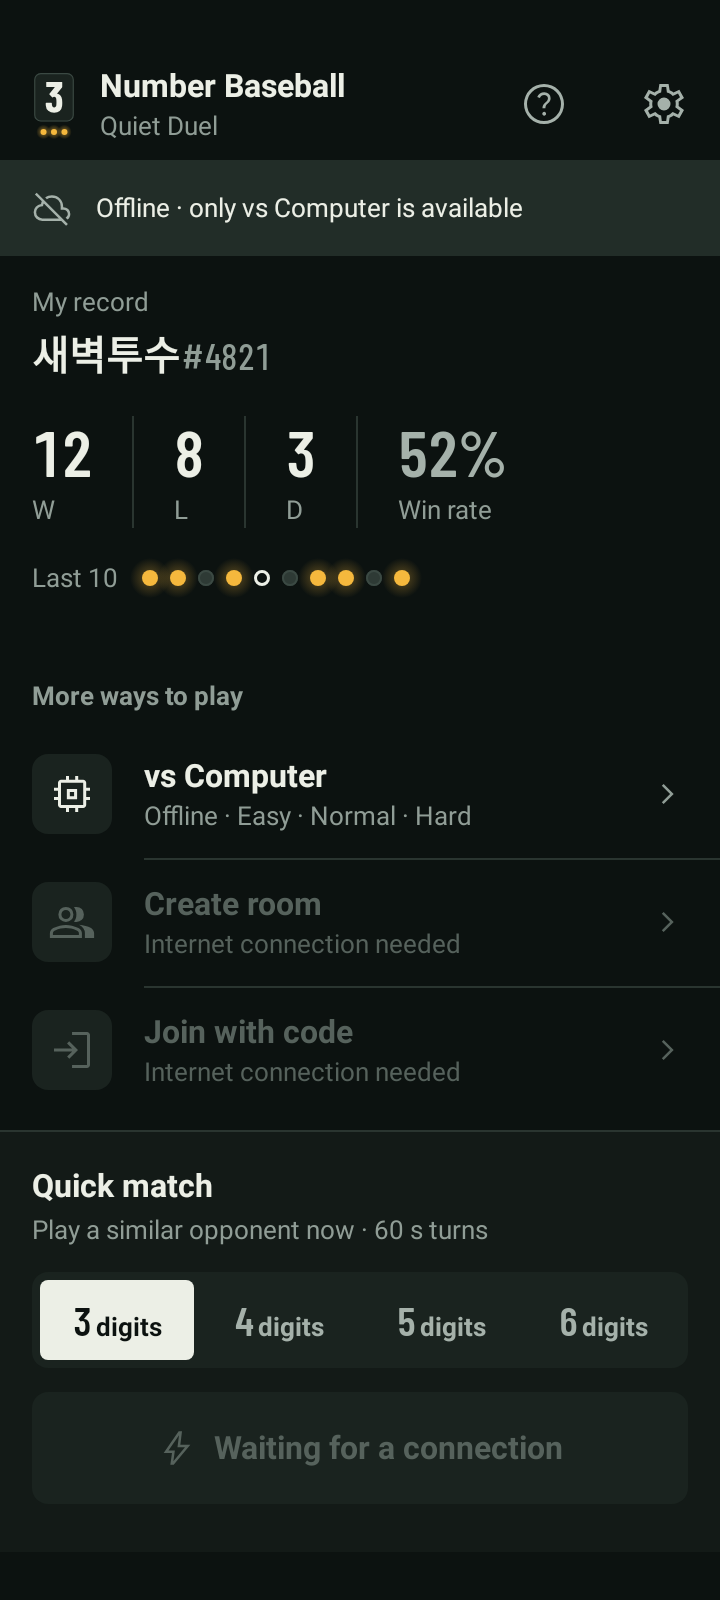 3
Number Baseball
Quiet Duel
Offline · only vs Computer is available
My record
새벽투수#4821
12 8 3 52%
W L D Win rate
Last 10
More ways to play
vs Computer
Offline · Easy · Normal · Hard
Create room
Internet connection needed
Join with code
Internet connection needed
Quick match
Play a similar opponent now · 60 s turns
3 digits 4 digits 5 digits 6 digits
Waiting for a connection